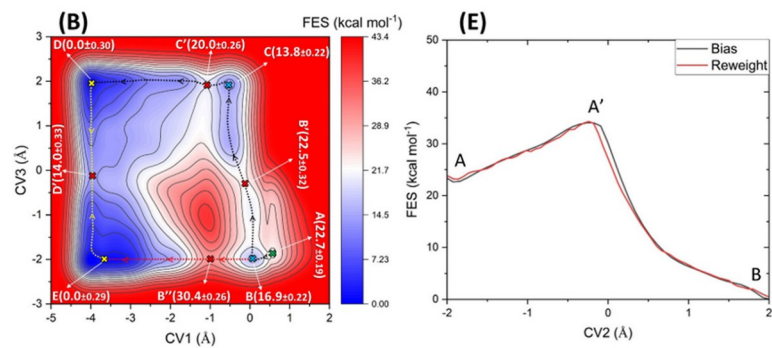 (B)
FES (kcal mol⁻¹)
D(0.0±0.30)
C’(20.0±0.26)
C(13.8±0.22)
D’(14.0±0.33)
B’(22.5±0.32)
A(22.7±0.19)
E(0.0±0.29)
B’’(30.4±0.26)
B(16.9±0.22)
3
2
1
0
-1
-2
-3
CV3 (Å)
-5
-4
-3
-2
-1
0
1
2
CV1 (Å)
43.4
36.2
28.9
21.7
14.5
7.23
0.00
(E)
Bias
Reweight
50
40
30
20
10
0
FES (kcal mol⁻¹)
A
A’
B
-2
-1
0
1
2
CV2 (Å)